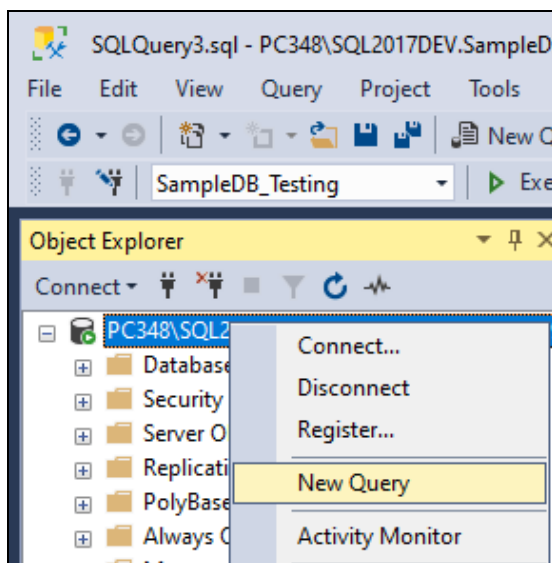 SQLQuery3.sql - PC348\SQL2017DEV.SampleD
File Edit View Query Project Tools
New Q
SampleDB_Testing Exe
Object Explorer
Connect
PC348\SQL2
Database
Security
Server O
Replicati
PolyBase
Always O
Connect...
Disconnect
Register...
New Query
Activity Monitor